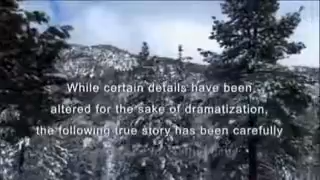 While certain details have been
altered for the sake of dramatization,
the following true story has been carefully